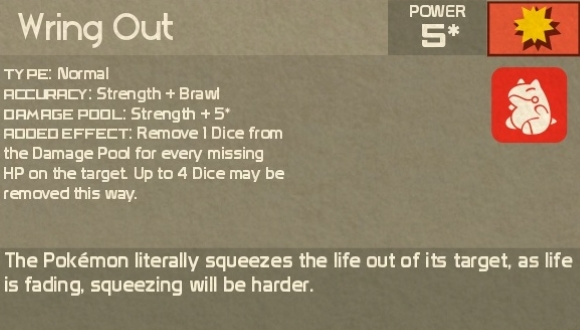 Wring Out
POWER
5*
TYPE: Normal
ACCURACY: Strength + Brawl
DAMAGE POOL: Strength + 5*
ADDED EFFECT: Remove 1 Dice from
the Damage Pool for every missing
HP on the target. Up to 4 Dice may be
removed this way.
The Pokémon literally squeezes the life out of its target, as life
is fading, squeezing will be harder.